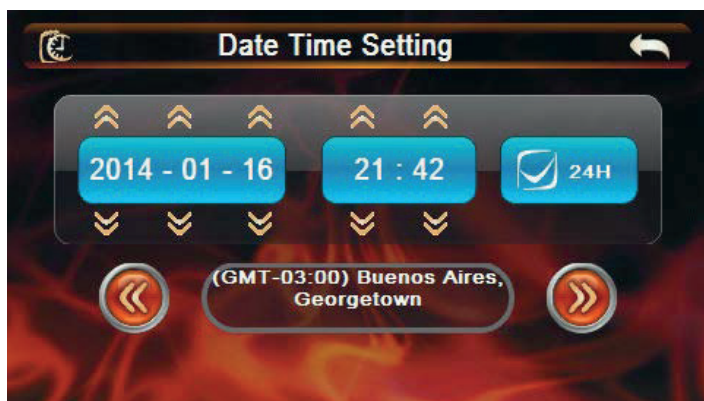 Date Time Setting
2014 - 01 - 16
21 : 42
24H
(GMT-03:00) Buenos Aires,
Georgetown